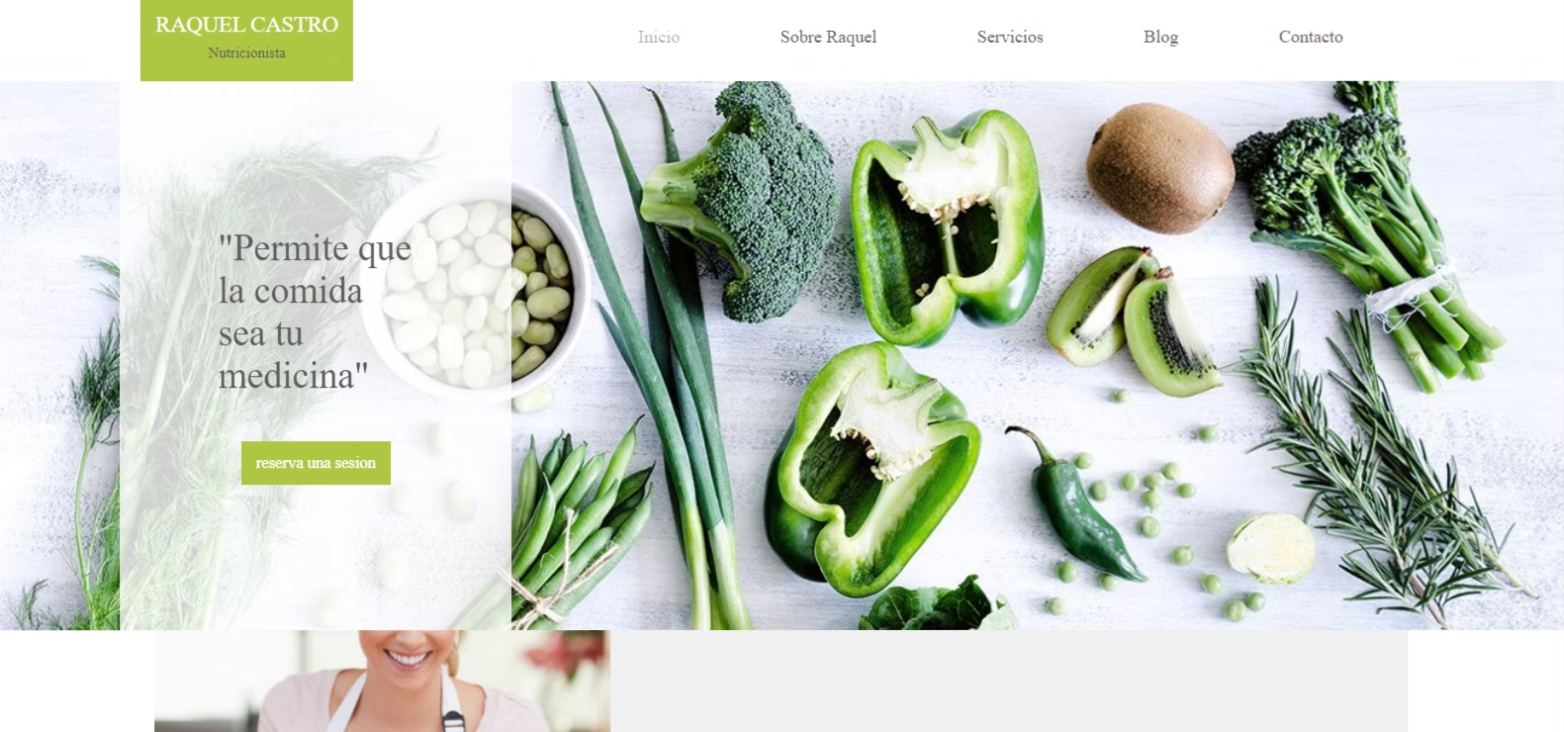 RAQUEL CASTRO
Nutricionista
Inicio
Sobre Raquel
Servicios
Blog
Contacto
"Permite que
la comida
sea tu
medicina"
reserva una sesion